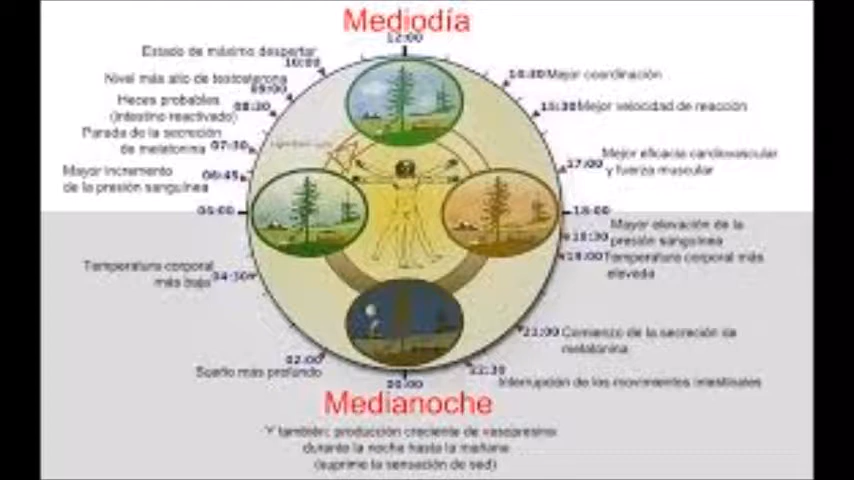 Mediodía
12:00
Estado de máximo despertar
10:00
Nivel más alto de testosterona
09:00
Heces probables
(intestino reactivado)
08:30
Parada de la secreción
de melatonina
07:30
Mayor incremento
de la presión sanguínea
06:45
06:00
Temperatura corporal
más baja
04:30
02:00
Sueño más profundo
14:30 Mayor coordinación
15:30 Mejor velocidad de reacción
17:00
Mejor eficacia cardiovascular
y fuerza muscular
18:00
18:30
Mayor elevación de la
presión sanguínea
19:00 Temperatura corporal más
elevada
21:00 Comienzo de la secreción de
melatonina
22:30
Interrupción de los movimientos intestinales
00:00
Medianoche
Y también: producción creciente de vasopresina
durante la noche hasta la mañana
(suprime la sensación de sed)